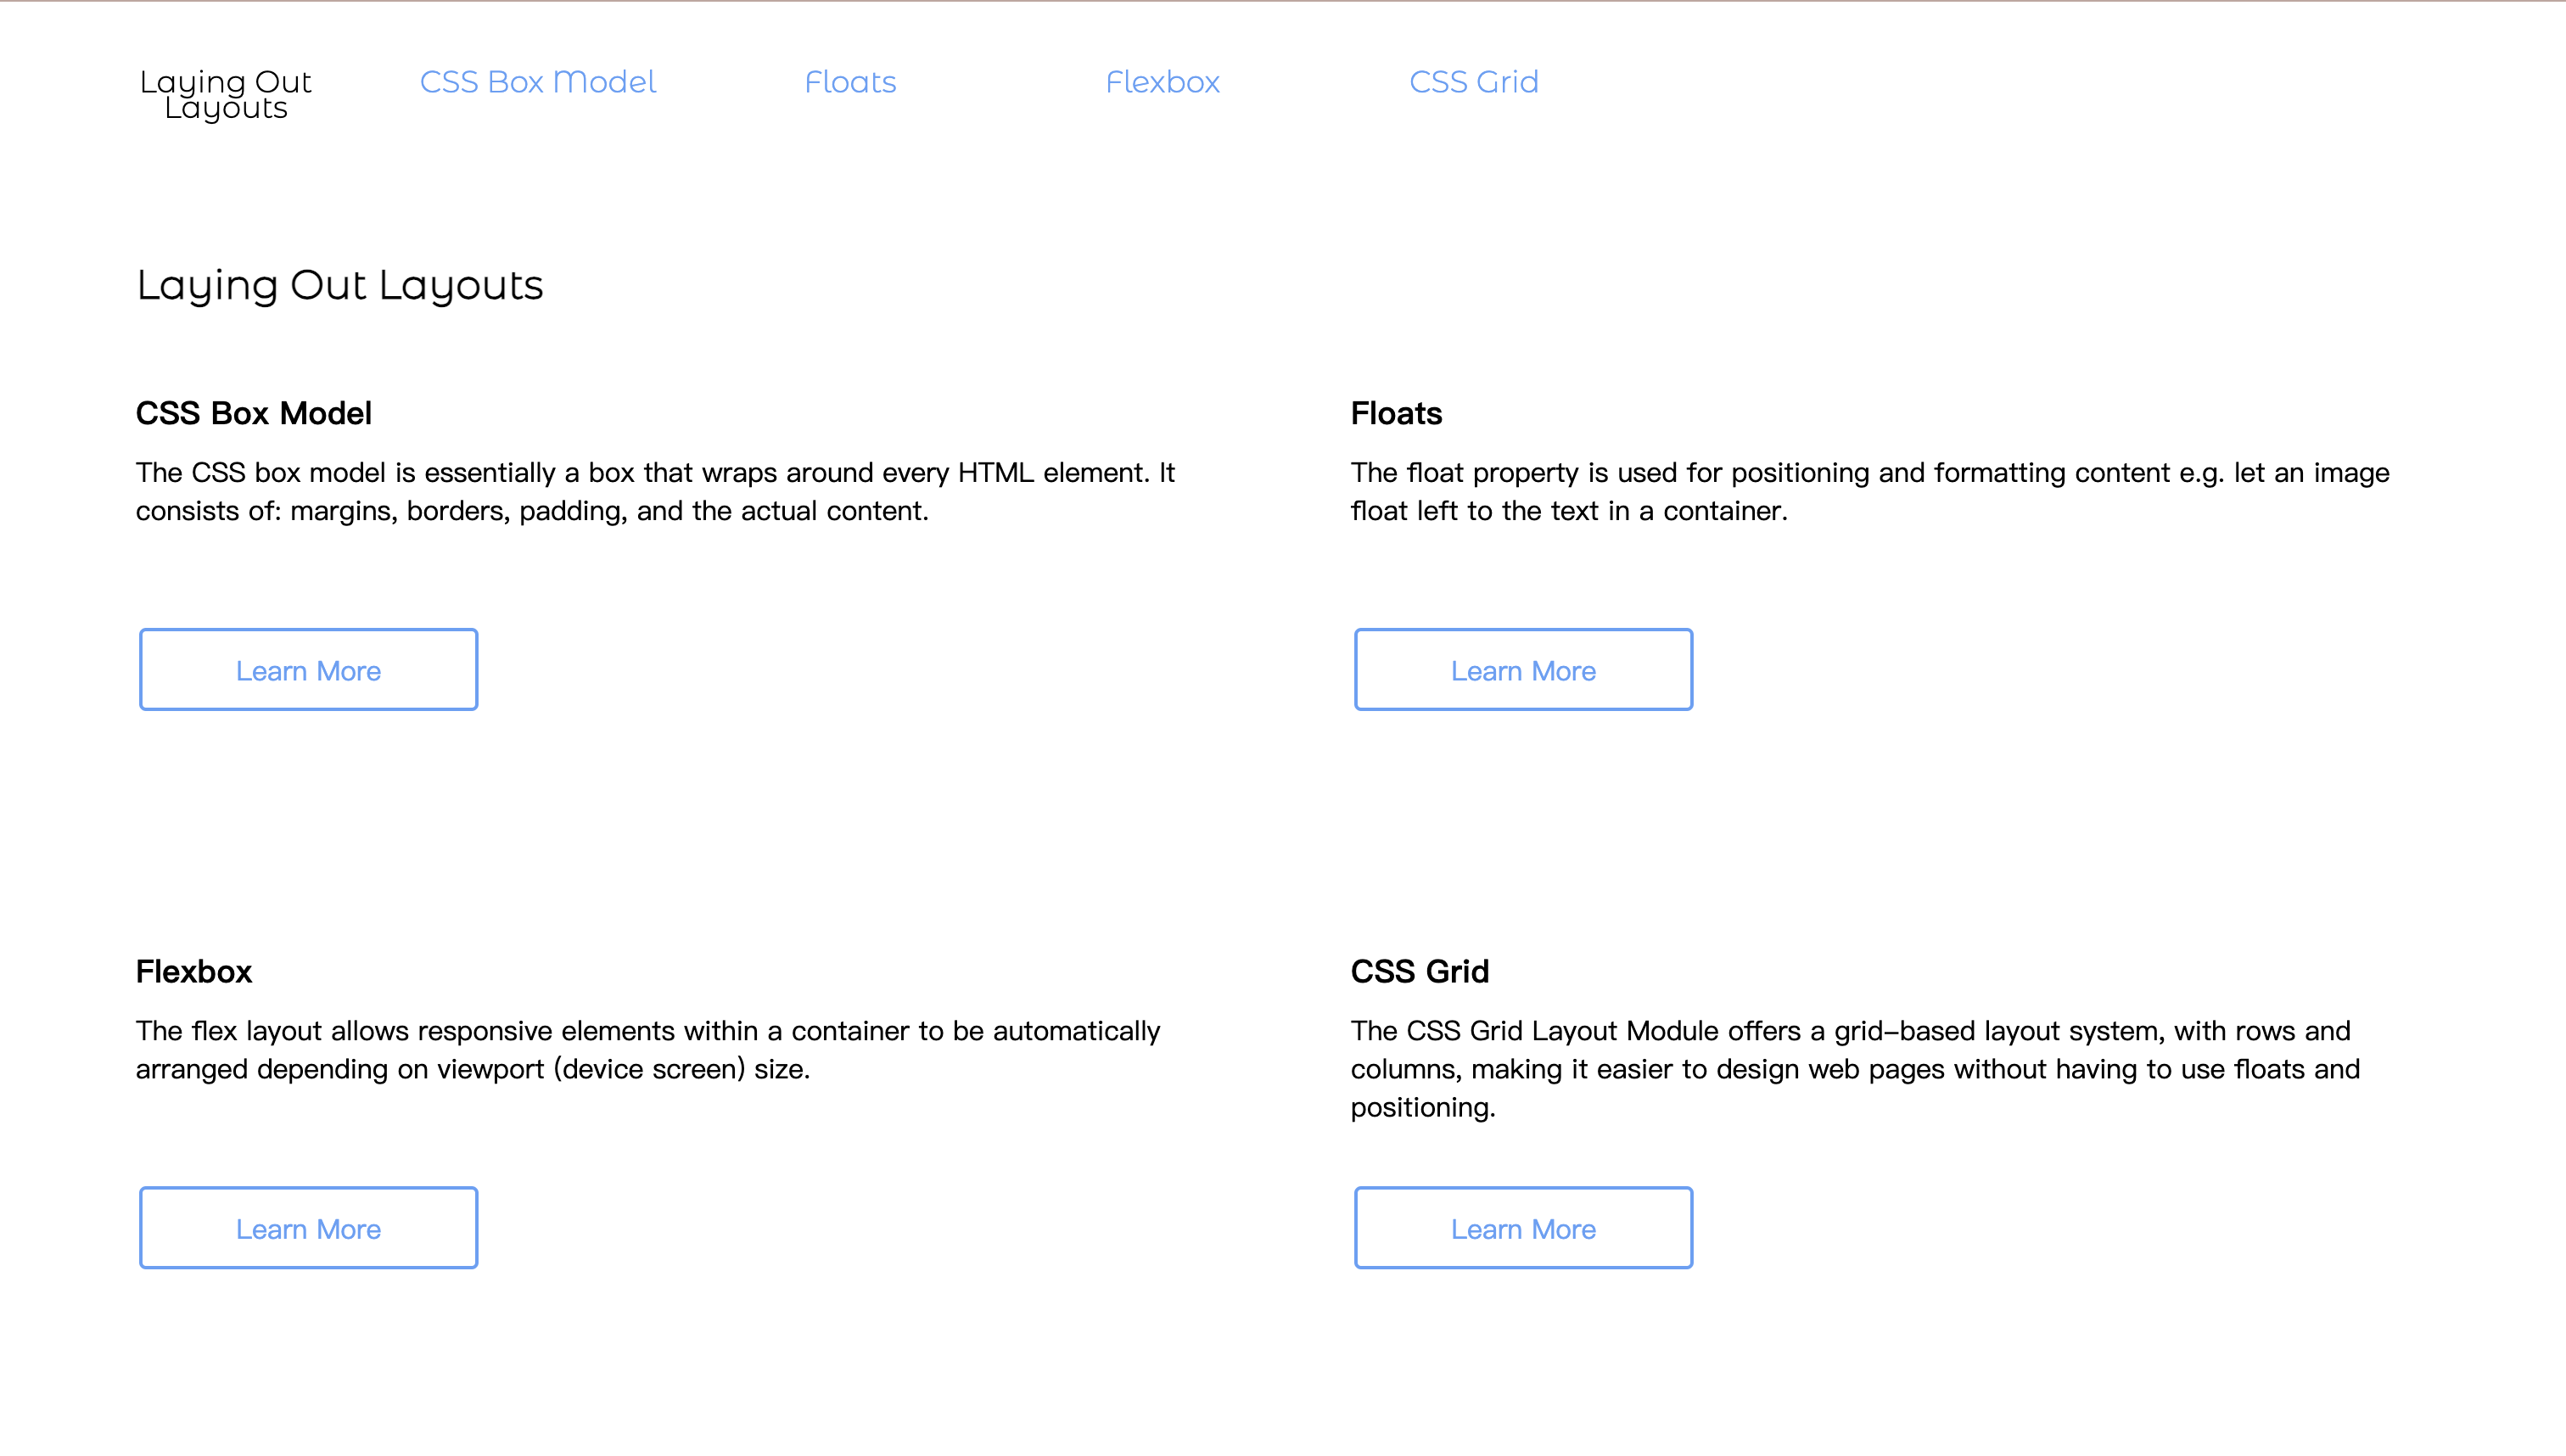 Laying Out
Layouts
CSS Box Model
Floats
Flexbox
CSS Grid
Laying Out Layouts
CSS Box Model
The CSS box model is essentially a box that wraps around every HTML element. It
consists of: margins, borders, padding, and the actual content.
Learn More
Floats
The float property is used for positioning and formatting content e.g. let an image
float left to the text in a container.
Learn More
Flexbox
The flex layout allows responsive elements within a container to be automatically
arranged depending on viewport (device screen) size.
Learn More
CSS Grid
The CSS Grid Layout Module offers a grid-based layout system, with rows and
columns, making it easier to design web pages without having to use floats and
positioning.
Learn More